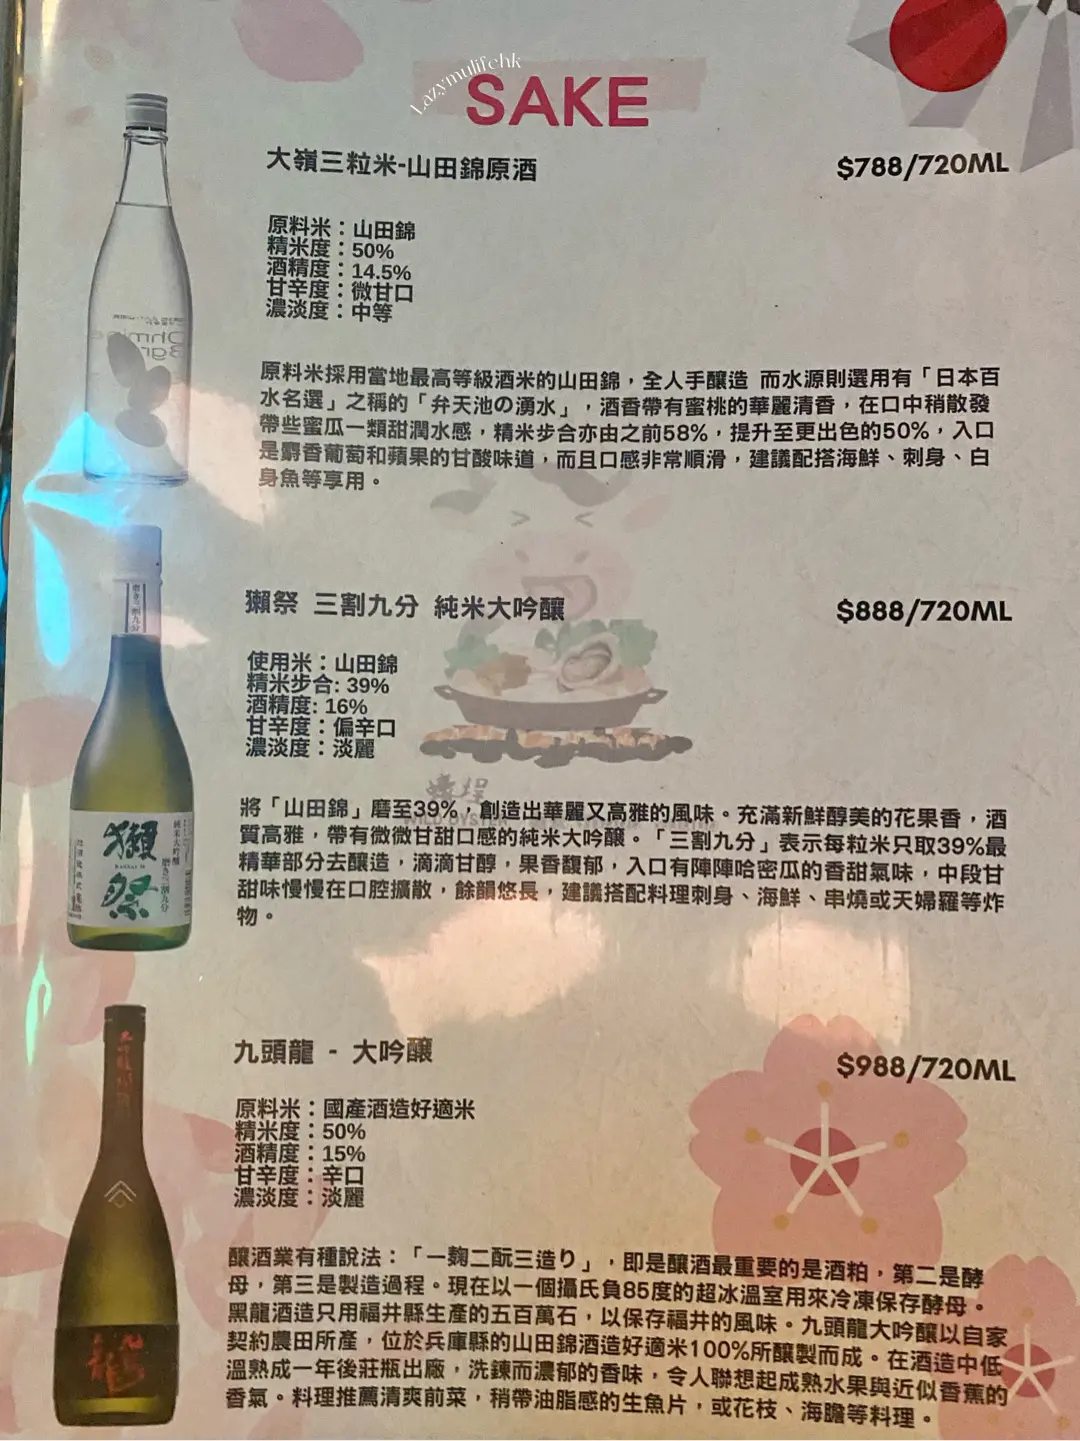 Lazymulifehk
SAKE
大嶺三粒米-山田錦原酒
$788/720ML
原料米：山田錦
精米度：50%
酒精度：14.5%
甘辛度：微甘口
濃淡度：中等
原料米採用當地最高等級酒米的山田錦，全人手釀造 而水源則選用有「日本百
水名選」之稱的「弁天池の湧水」，酒香帶有蜜桃的華麗清香，在口中稍散發
帶些蜜瓜一類甜潤水感，精米步合亦由之前58%，提升至更出色的50%，入口
是麝香葡萄和蘋果的甘酸味道，而且口感非常順滑，建議配搭海鮮、刺身、白
身魚等享用。
獺祭 三割九分 純米大吟釀
$888/720ML
使用米：山田錦
精米步合: 39%
酒精度: 16%
甘辛度：偏辛口
濃淡度：淡麗
將「山田錦」磨至39%，創造出華麗又高雅的風味。充滿新鮮醇美的花果香，酒
質高雅，帶有微微甘甜口感的純米大吟釀。「三割九分」表示每粒米只取39%最
精華部分去釀造，滴滴甘醇，果香馥郁，入口有陣陣哈密瓜的香甜氣味，中段甘
甜味慢慢在口腔擴散，餘韻悠長，建議搭配料理刺身、海鮮、串燒或天婦羅等炸
物。
獺祭
純米大吟醸
磨き三割九分
九頭龍 - 大吟釀
$988/720ML
原料米：國產酒造好適米
精米度：50%
酒精度：15%
甘辛度：辛口
濃淡度：淡麗
釀酒業有種說法：「一麴二酛三造り」，即是釀酒最重要的是酒粕，第二是酵
母，第三是製造過程。現在以一個攝氏負85度的超冰溫室用來冷凍保存酵母。
黑龍酒造只用福井縣生產的五百萬石，以保存福井的風味。九頭龍大吟釀以自家
契約農田所產，位於兵庫縣的山田錦酒造好適米100%所釀製而成。在酒造中低
溫熟成一年後莊瓶出廠，洗鍊而濃郁的香味，令人聯想起成熟水果與近似香蕉的
香氣。料理推薦清爽前菜，稍帶油脂感的生魚片，或花枝、海膽等料理。